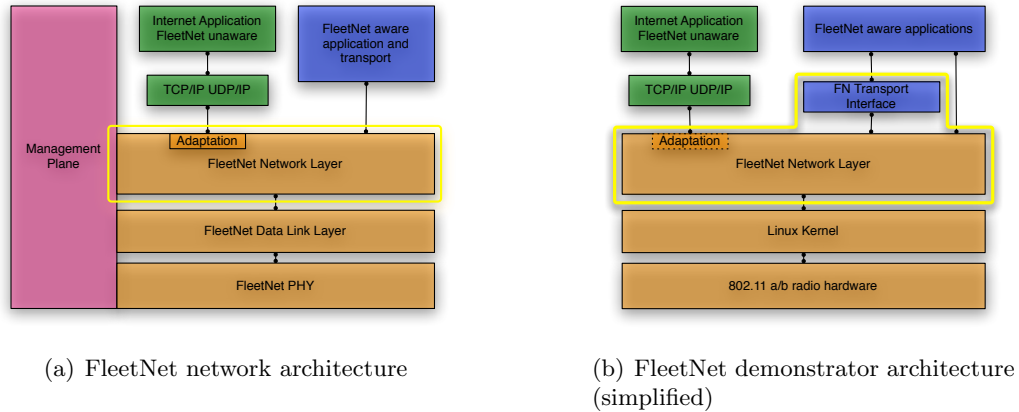 Internet Application
FleetNet unaware
FleetNet aware
application and
transport
TCP/IP UDP/IP
Management
Plane
Adaptation
FleetNet Network Layer
FleetNet Data Link Layer
FleetNet PHY
(a) FleetNet network architecture
Internet Application
FleetNet unaware
FleetNet aware applications
TCP/IP UDP/IP
FN Transport
Interface
Adaptation
FleetNet Network Layer
Linux Kernel
802.11 a/b radio hardware
(b) FleetNet demonstrator architecture
(simplified)